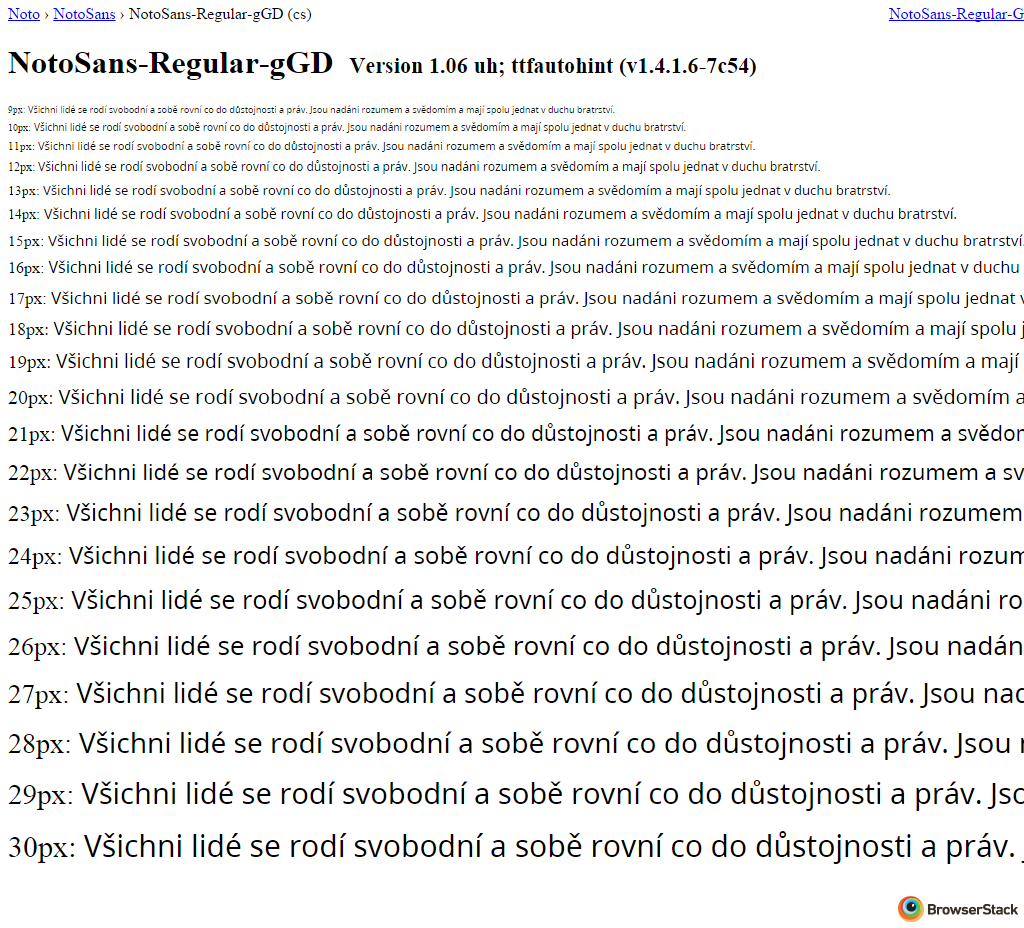 Noto › NotoSans › NotoSans-Regular-gGD (cs) NotoSans-Regular-G
NotoSans-Regular-gGD Version 1.06 uh; ttfautohint (v1.4.1.6-7c54)
9px: Všichni lidé se rodí svobodní a sobě rovní co do důstojnosti a práv. Jsou nadáni rozumem a svědomím a mají spolu jednat v duchu bratrství.
10px: Všichni lidé se rodí svobodní a sobě rovní co do důstojnosti a práv. Jsou nadáni rozumem a svědomím a mají spolu jednat v duchu bratrství.
11px: Všichni lidé se rodí svobodní a sobě rovní co do důstojnosti a práv. Jsou nadáni rozumem a svědomím a mají spolu jednat v duchu bratrství.
12px: Všichni lidé se rodí svobodní a sobě rovní co do důstojnosti a práv. Jsou nadáni rozumem a svědomím a mají spolu jednat v duchu bratrství.
13px: Všichni lidé se rodí svobodní a sobě rovní co do důstojnosti a práv. Jsou nadáni rozumem a svědomím a mají spolu jednat v duchu bratrství.
14px: Všichni lidé se rodí svobodní a sobě rovní co do důstojnosti a práv. Jsou nadáni rozumem a svědomím a mají spolu jednat v duchu bratrství.
15px: Všichni lidé se rodí svobodní a sobě rovní co do důstojnosti a práv. Jsou nadáni rozumem a svědomím a mají spolu jednat v duchu bratrství.
16px: Všichni lidé se rodí svobodní a sobě rovní co do důstojnosti a práv. Jsou nadáni rozumem a svědomím a mají spolu jednat v duchu
17px: Všichni lidé se rodí svobodní a sobě rovní co do důstojnosti a práv. Jsou nadáni rozumem a svědomím a mají spolu jednat v
18px: Všichni lidé se rodí svobodní a sobě rovní co do důstojnosti a práv. Jsou nadáni rozumem a svědomím a mají spolu j
19px: Všichni lidé se rodí svobodní a sobě rovní co do důstojnosti a práv. Jsou nadáni rozumem a svědomím a mají
20px: Všichni lidé se rodí svobodní a sobě rovní co do důstojnosti a práv. Jsou nadáni rozumem a svědomím a
21px: Všichni lidé se rodí svobodní a sobě rovní co do důstojnosti a práv. Jsou nadáni rozumem a svědom
22px: Všichni lidé se rodí svobodní a sobě rovní co do důstojnosti a práv. Jsou nadáni rozumem a sv
23px: Všichni lidé se rodí svobodní a sobě rovní co do důstojnosti a práv. Jsou nadáni rozumem
24px: Všichni lidé se rodí svobodní a sobě rovní co do důstojnosti a práv. Jsou nadáni rozum
25px: Všichni lidé se rodí svobodní a sobě rovní co do důstojnosti a práv. Jsou nadáni ro
26px: Všichni lidé se rodí svobodní a sobě rovní co do důstojnosti a práv. Jsou nadán
27px: Všichni lidé se rodí svobodní a sobě rovní co do důstojnosti a práv. Jsou nad
28px: Všichni lidé se rodí svobodní a sobě rovní co do důstojnosti a práv. Jsou
29px: Všichni lidé se rodí svobodní a sobě rovní co do důstojnosti a práv. Jso
30px: Všichni lidé se rodí svobodní a sobě rovní co do důstojnosti a práv.
BrowserStack